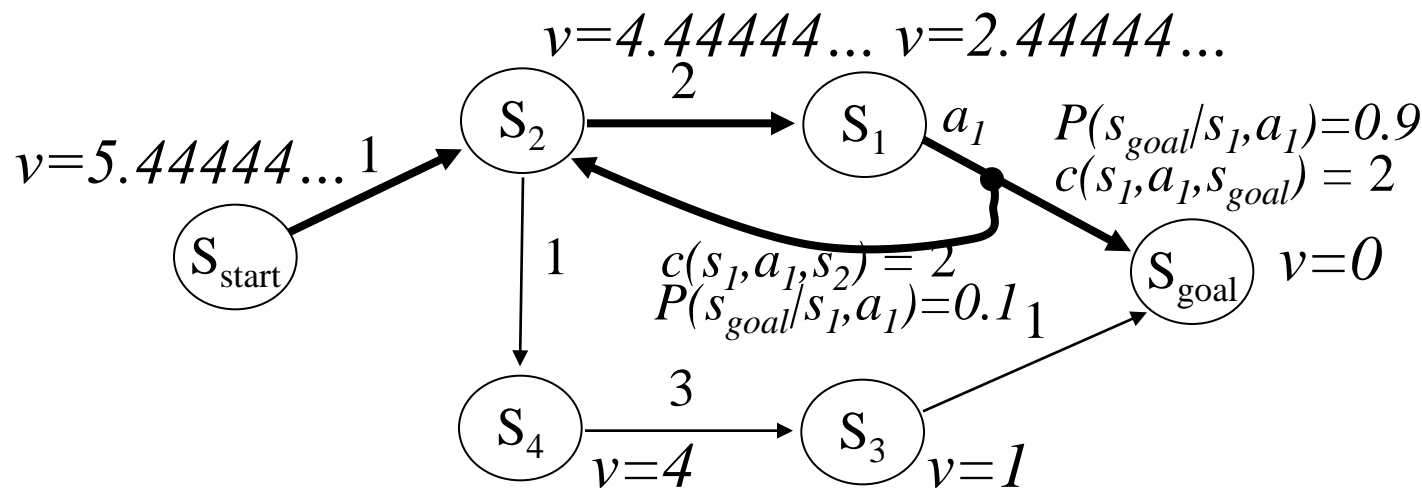 v=4.44444... v=2.44444...
2
S2 S1 a1 P(sgoal/s1,a1)=0.9
v=5.44444... 1 c(s1,a1,sgoal) = 2
Sstart 1 c(s1,a1,s2) = 2 Sgoal v=0
P(sgoal/s1,a1)=0.1 1
3
S4 S3
v=4 v=1